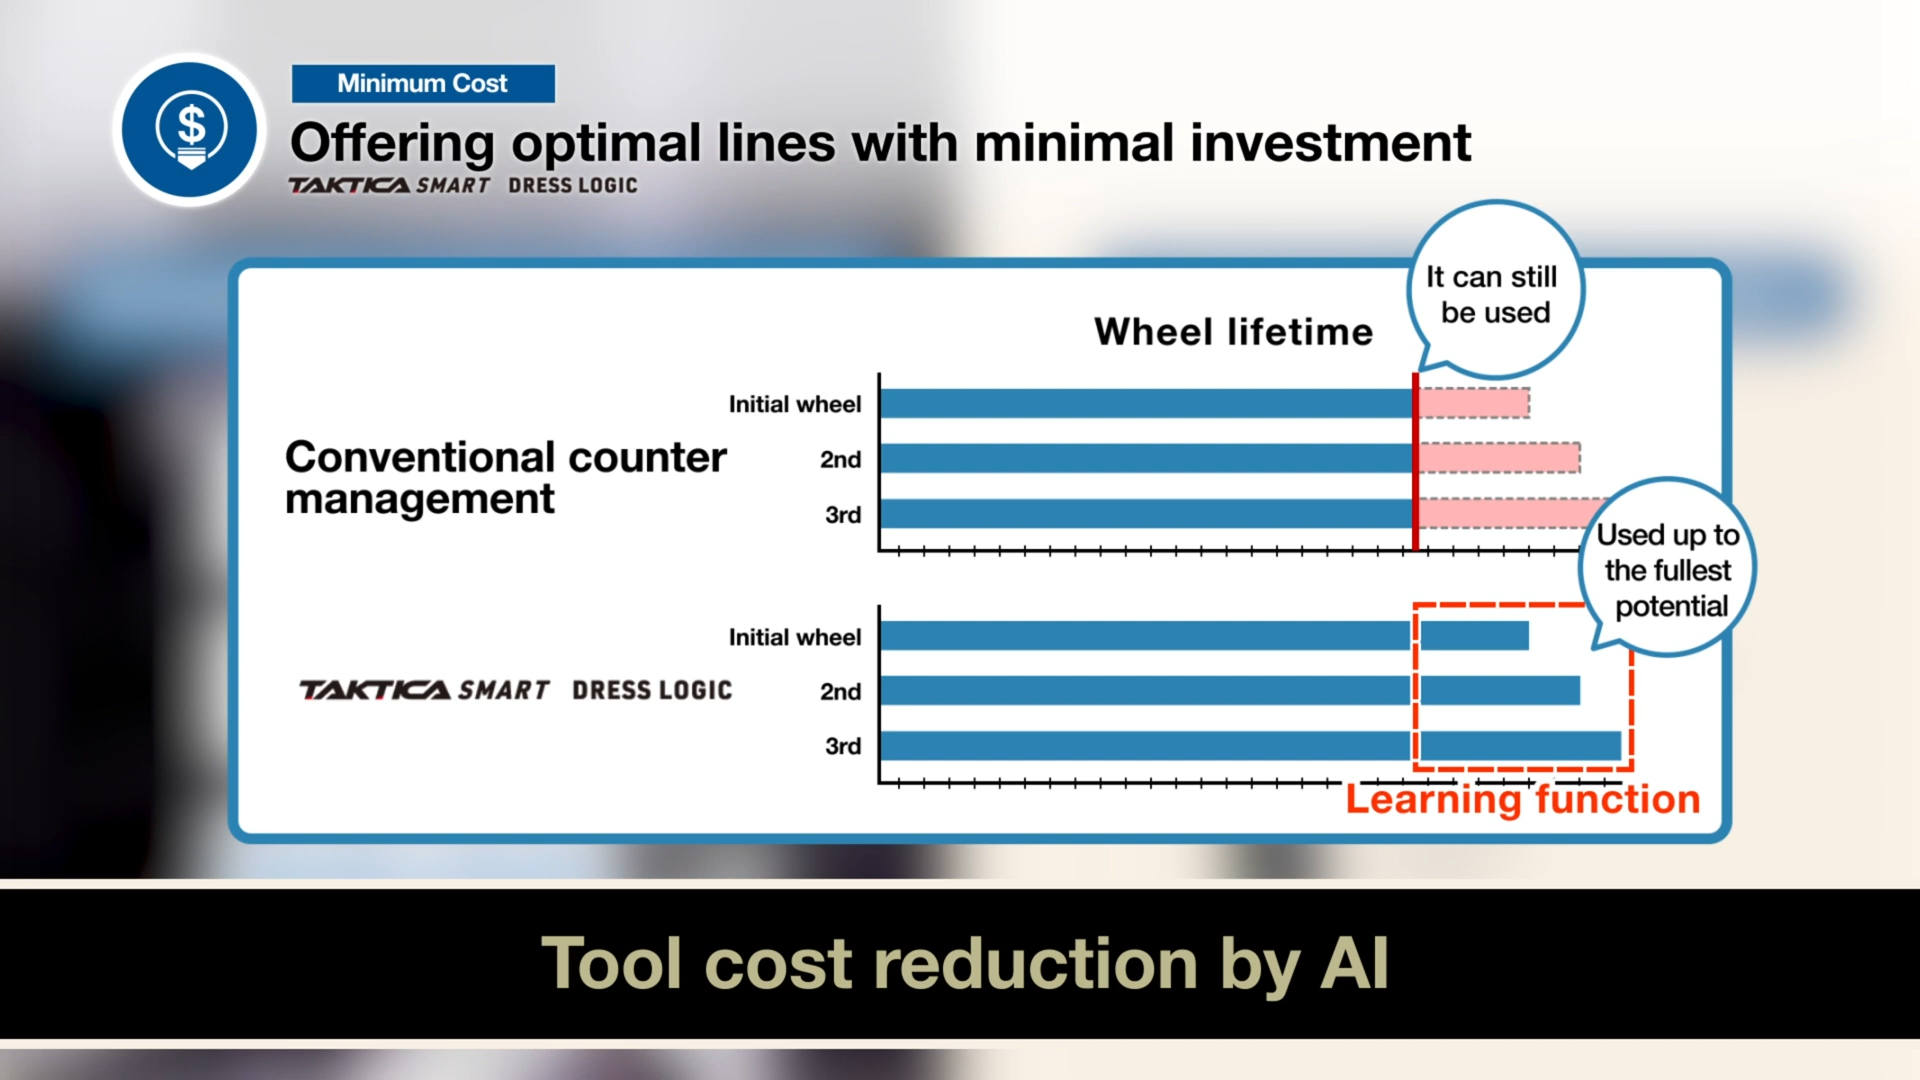 Minimum Cost
Offering optimal lines with minimal investment
TAKTICA SMART DRESS LOGIC
It can still
be used
Wheel lifetime
Conventional counter
management
Initial wheel
2nd
3rd
Used up to
the fullest
potential
TAKTICA SMART DRESS LOGIC
Initial wheel
2nd
3rd
Learning function
Tool cost reduction by AI